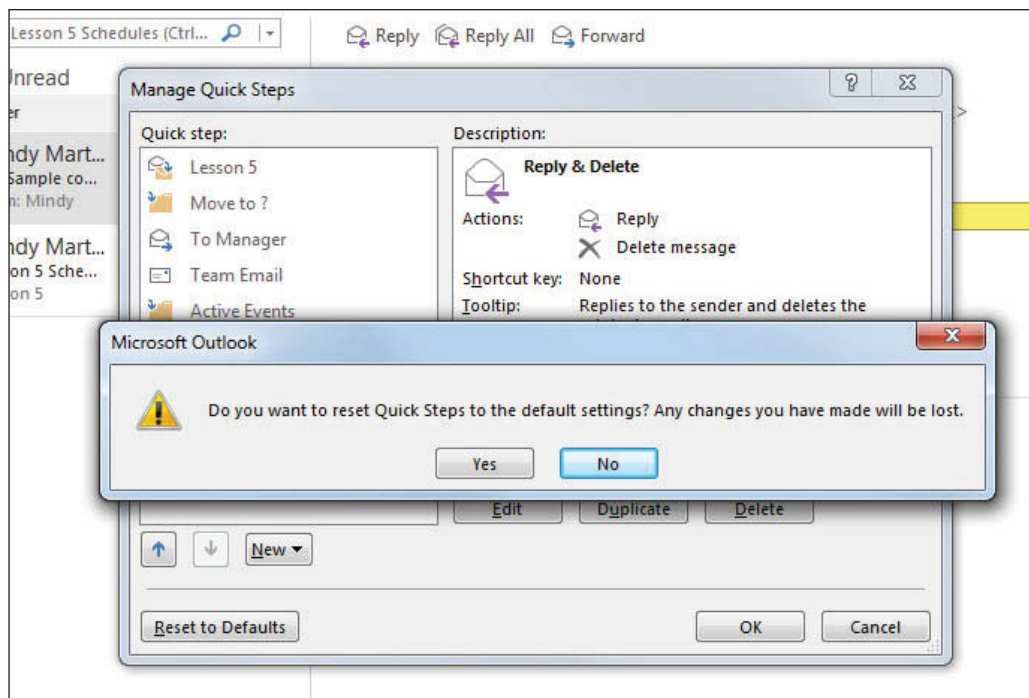 Lesson 5 Schedules (Ctrl...
Reply Reply All Forward
Unread
er
ndy Mart...
Sample co...
n: Mindy
ndy Mart...
on 5 Sche...
on 5
>
Manage Quick Steps
Quick step:
Lesson 5
Move to ?
To Manager
Team Email
Active Events
Description:
Reply & Delete
Actions: Reply
Delete message
Shortcut key: None
Tooltip: Replies to the sender and deletes the
Microsoft Outlook
Do you want to reset Quick Steps to the default settings? Any changes you have made will be lost.
Yes No
Edit Duplicate Delete
New
Reset to Defaults OK Cancel